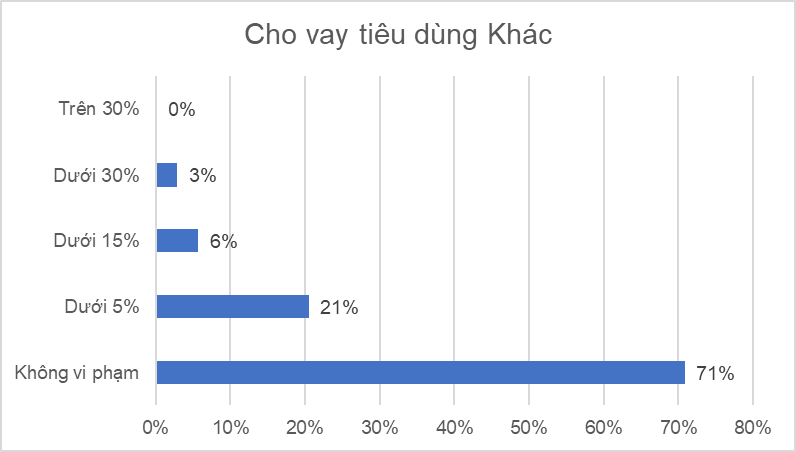 Cho vay tiêu dùng Khác
Trên 30% 0%
Dưới 30% 3%
Dưới 15% 6%
Dưới 5% 21%
Không vi phạm 71%
0% 10% 20% 30% 40% 50% 60% 70% 80%